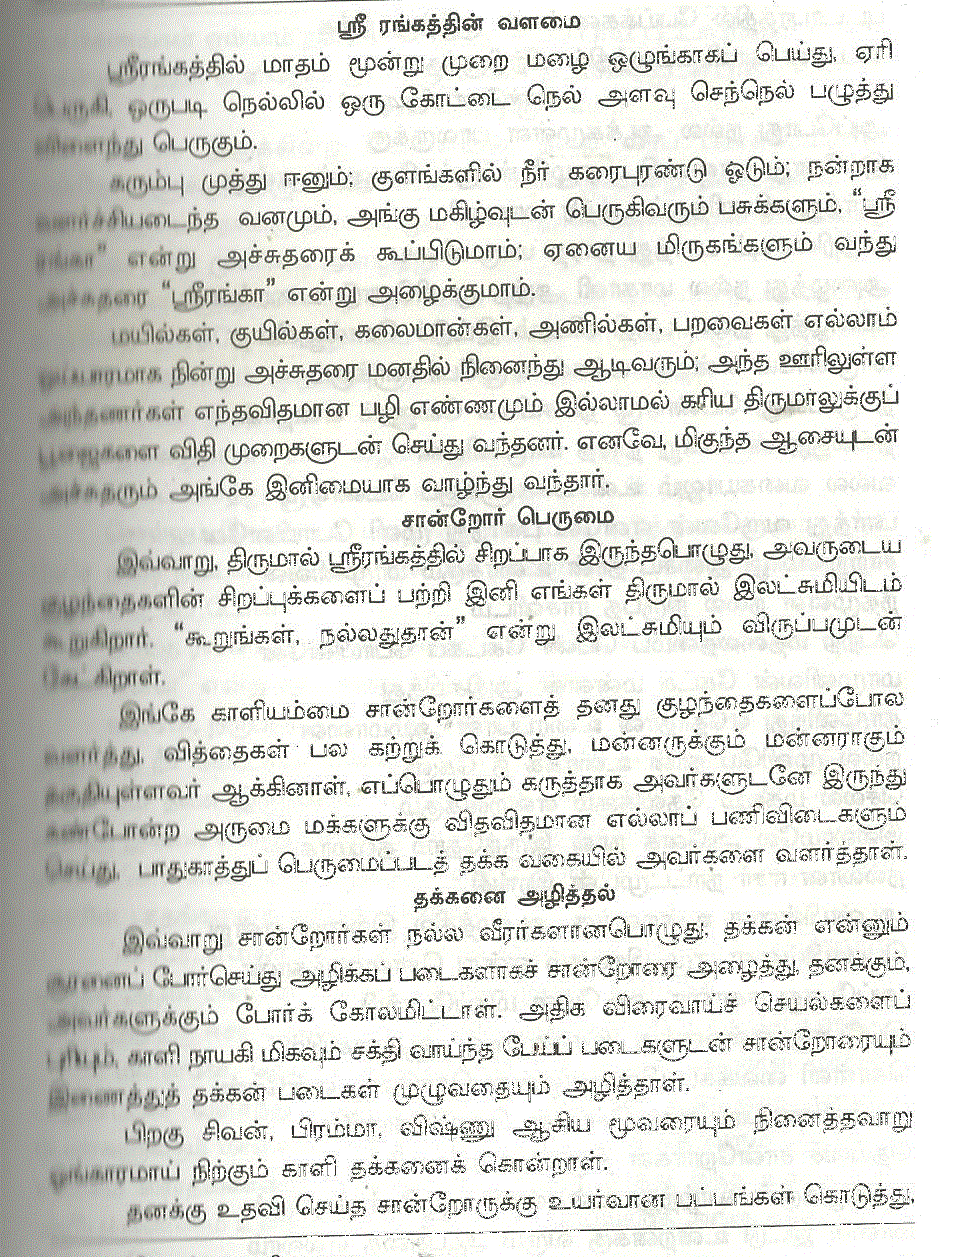 ஸ்ரீ ரங்கத்தின் வளமை
ஸ்ரீரங்கத்தில் மாதம் மூன்று முறை மழை ஒழுங்காகப் பெய்து, ஏரி
பெருகி, ஒருபடி நெல்லில் ஒரு கோட்டை நெல் அளவு செந்நெல் பழுத்து
விளைந்து பெருகும்.
கரும்பு முத்து ஈனும்; குளங்களில் நீர் கரைபுரண்டு ஓடும்; நன்றாக
வளர்ச்சியடைந்த வனமும், அங்கு மகிழ்வுடன் பெருகிவரும் பசுக்களும், “ஸ்ரீ
ரங்கா” என்று அச்சுதரைக் கூப்பிடுமாம்; ஏனைய மிருகங்களும் வந்து
அச்சுதரை “ஸ்ரீரங்கா” என்று அழைக்குமாம்.
மயில்கள், குயில்கள், கலைமான்கள், அணில்கள், பறவைகள் எல்லாம்
ஒய்யாரமாக நின்று அச்சுதரை மனதில் நினைந்து ஆடிவரும்; அந்த ஊரிலுள்ள
அந்தணர்கள் எந்தவிதமான பழி எண்ணமும் இல்லாமல் கரிய திருமாலுக்குப்
பூஜைகளை விதி முறைகளுடன் செய்து வந்தனர். எனவே, மிகுந்த ஆசையுடன்
அச்சுதரும் அங்கே இனிமையாக வாழ்ந்து வந்தார்.
சான்றோர் பெருமை
இவ்வாறு, திருமால் ஸ்ரீரங்கத்தில் சிறப்பாக இருந்தபொழுது, அவருடைய
குழந்தைகளின் சிறப்புக்களைப் பற்றி இனி எங்கள் திருமால் இலட்சுமியிடம்
கூறுகிறார். “கூறுங்கள், நல்லதுதான்” என்று இலட்சுமியும் விருப்பமுடன்
கேட்கிறாள்.
இங்கே காளியம்மை சான்றோர்களைத் தனது குழந்தைகளைப்போல
வளர்த்து, வித்தைகள் பல கற்றுக் கொடுத்து, மன்னருக்கும் மன்னராகும்
தகுதியுள்ளவர் ஆக்கினாள், எப்பொழுதும் கருத்தாக அவர்களுடனே இருந்து
கண்போன்ற அருமை மக்களுக்கு விதவிதமான எல்லாப் பணிவிடைகளும்
செய்து, பாதுகாத்துப் பெருமைப்படத் தக்க வகையில் அவர்களை வளர்த்தாள்.
தக்கனை அழித்தல்
இவ்வாறு சான்றோர்கள் நல்ல வீரர்களானபொழுது, தக்கன் என்னும்
சூரனைப் போர்செய்து அழிக்கப் படைகளாகச் சான்றோரை அழைத்து, தனக்கும்,
அவர்களுக்கும் போர்க் கோலமிட்டாள். அதிக விரைவாய்ச் செயல்களைப்
புரியும், காளி நாயகி மிகவும் சக்தி வாய்ந்த பேய்ப் படைகளுடன் சான்றோரையும்
இணைத்துத் தக்கன் படைகள் முழுவதையும் அழித்தாள்.
பிறகு சிவன், பிரம்மா, விஷ்ணு ஆசிய மூவரையும் நினைத்தவாறு
ஓங்காரமாய் நிற்கும் காளி தக்கனைக் கொன்றாள்.
தனக்கு உதவி செய்த சான்றோருக்கு உயர்வான பட்டங்கள் கொடுத்து,